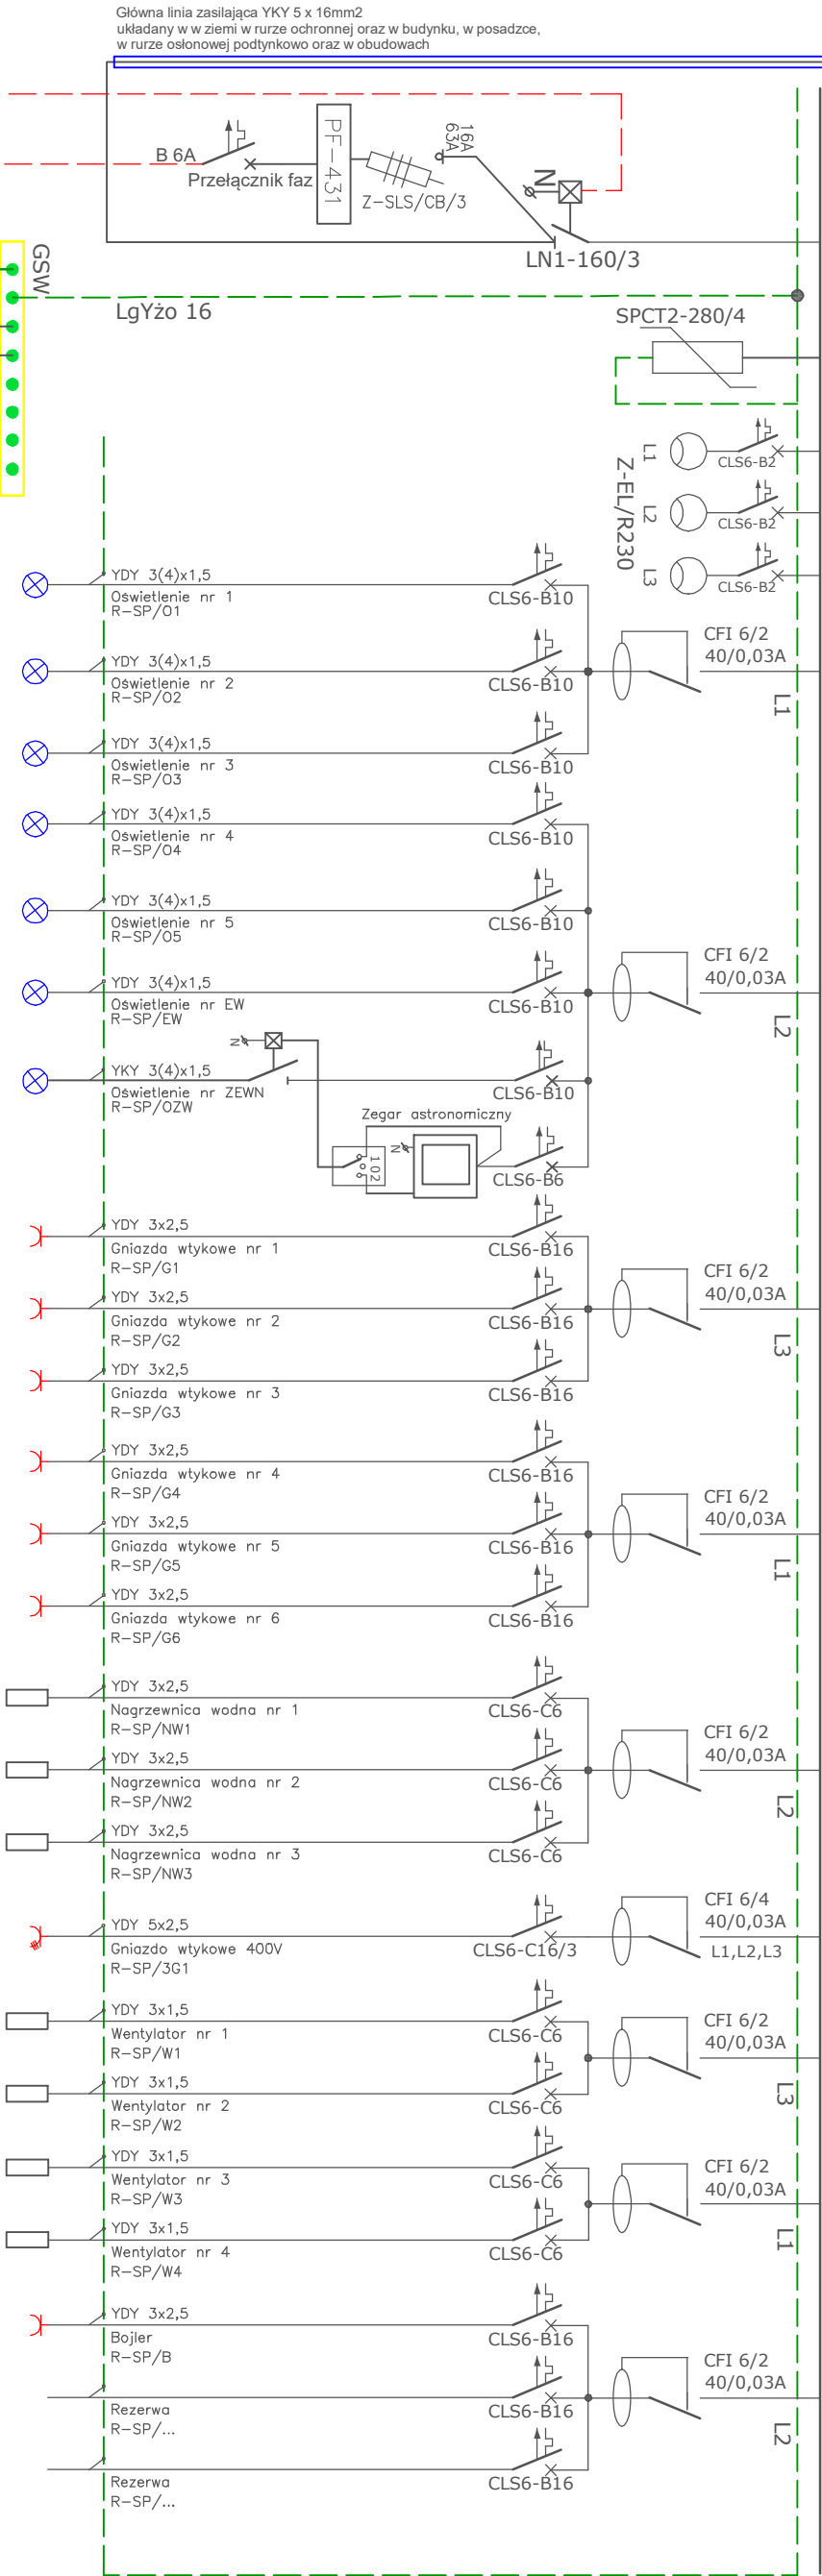 Główna linia zasilająca YKY 5 x 16mm2
układany w w ziemi w rurze ochronnej oraz w budynku, w posadzce,
w rurze osłonowej podtynkowo oraz w obudowach
B 6A
Przełącznik faz
PF-431
Z-SLS/CB/3
16A
63A
N
LN1-160/3
GSW
LgYżo 16
SPCT2-280/4
Z-EL/R230
L1
CLS6-B2
L2
CLS6-B2
L3
CLS6-B2
YDY 3(4)x1,5
Oświetlenie nr 1
R-SP/O1
CLS6-B10
YDY 3(4)x1,5
Oświetlenie nr 2
R-SP/O2
CLS6-B10
CFI 6/2
40/0,03A
L1
YDY 3(4)x1,5
Oświetlenie nr 3
R-SP/O3
CLS6-B10
YDY 3(4)x1,5
Oświetlenie nr 4
R-SP/O4
CLS6-B10
YDY 3(4)x1,5
Oświetlenie nr 5
R-SP/O5
CLS6-B10
YDY 3(4)x1,5
Oświetlenie nr EW
R-SP/EW
CLS6-B10
CFI 6/2
40/0,03A
L2
YKY 3(4)x1,5
Oświetlenie nr ZEWN
R-SP/OZW
N
CLS6-B10
Zegar astronomiczny
1 0 2
N
CLS6-B6
YDY 3x2,5
Gniazda wtykowe nr 1
R-SP/G1
CLS6-B16
YDY 3x2,5
Gniazda wtykowe nr 2
R-SP/G2
CLS6-B16
CFI 6/2
40/0,03A
L3
YDY 3x2,5
Gniazda wtykowe nr 3
R-SP/G3
CLS6-B16
YDY 3x2,5
Gniazda wtykowe nr 4
R-SP/G4
CLS6-B16
YDY 3x2,5
Gniazda wtykowe nr 5
R-SP/G5
CLS6-B16
CFI 6/2
40/0,03A
L1
YDY 3x2,5
Gniazda wtykowe nr 6
R-SP/G6
CLS6-B16
YDY 3x2,5
Nagrzewnica wodna nr 1
R-SP/NW1
CLS6-C6
YDY 3x2,5
Nagrzewnica wodna nr 2
R-SP/NW2
CLS6-C6
CFI 6/2
40/0,03A
L2
YDY 3x2,5
Nagrzewnica wodna nr 3
R-SP/NW3
CLS6-C6
YDY 5x2,5
Gniazdo wtykowe 400V
R-SP/3G1
CLS6-C16/3
CFI 6/4
40/0,03A
L1,L2,L3
YDY 3x1,5
Wentylator nr 1
R-SP/W1
CLS6-C6
CFI 6/2
40/0,03A
L3
YDY 3x1,5
Wentylator nr 2
R-SP/W2
CLS6-C6
YDY 3x1,5
Wentylator nr 3
R-SP/W3
CLS6-C6
CFI 6/2
40/0,03A
L1
YDY 3x1,5
Wentylator nr 4
R-SP/W4
CLS6-C6
YDY 3x2,5
Bojler
R-SP/B
CLS6-B16
CFI 6/2
40/0,03A
L2
Rezerwa
R-SP/...
CLS6-B16
Rezerwa
R-SP/...
CLS6-B16